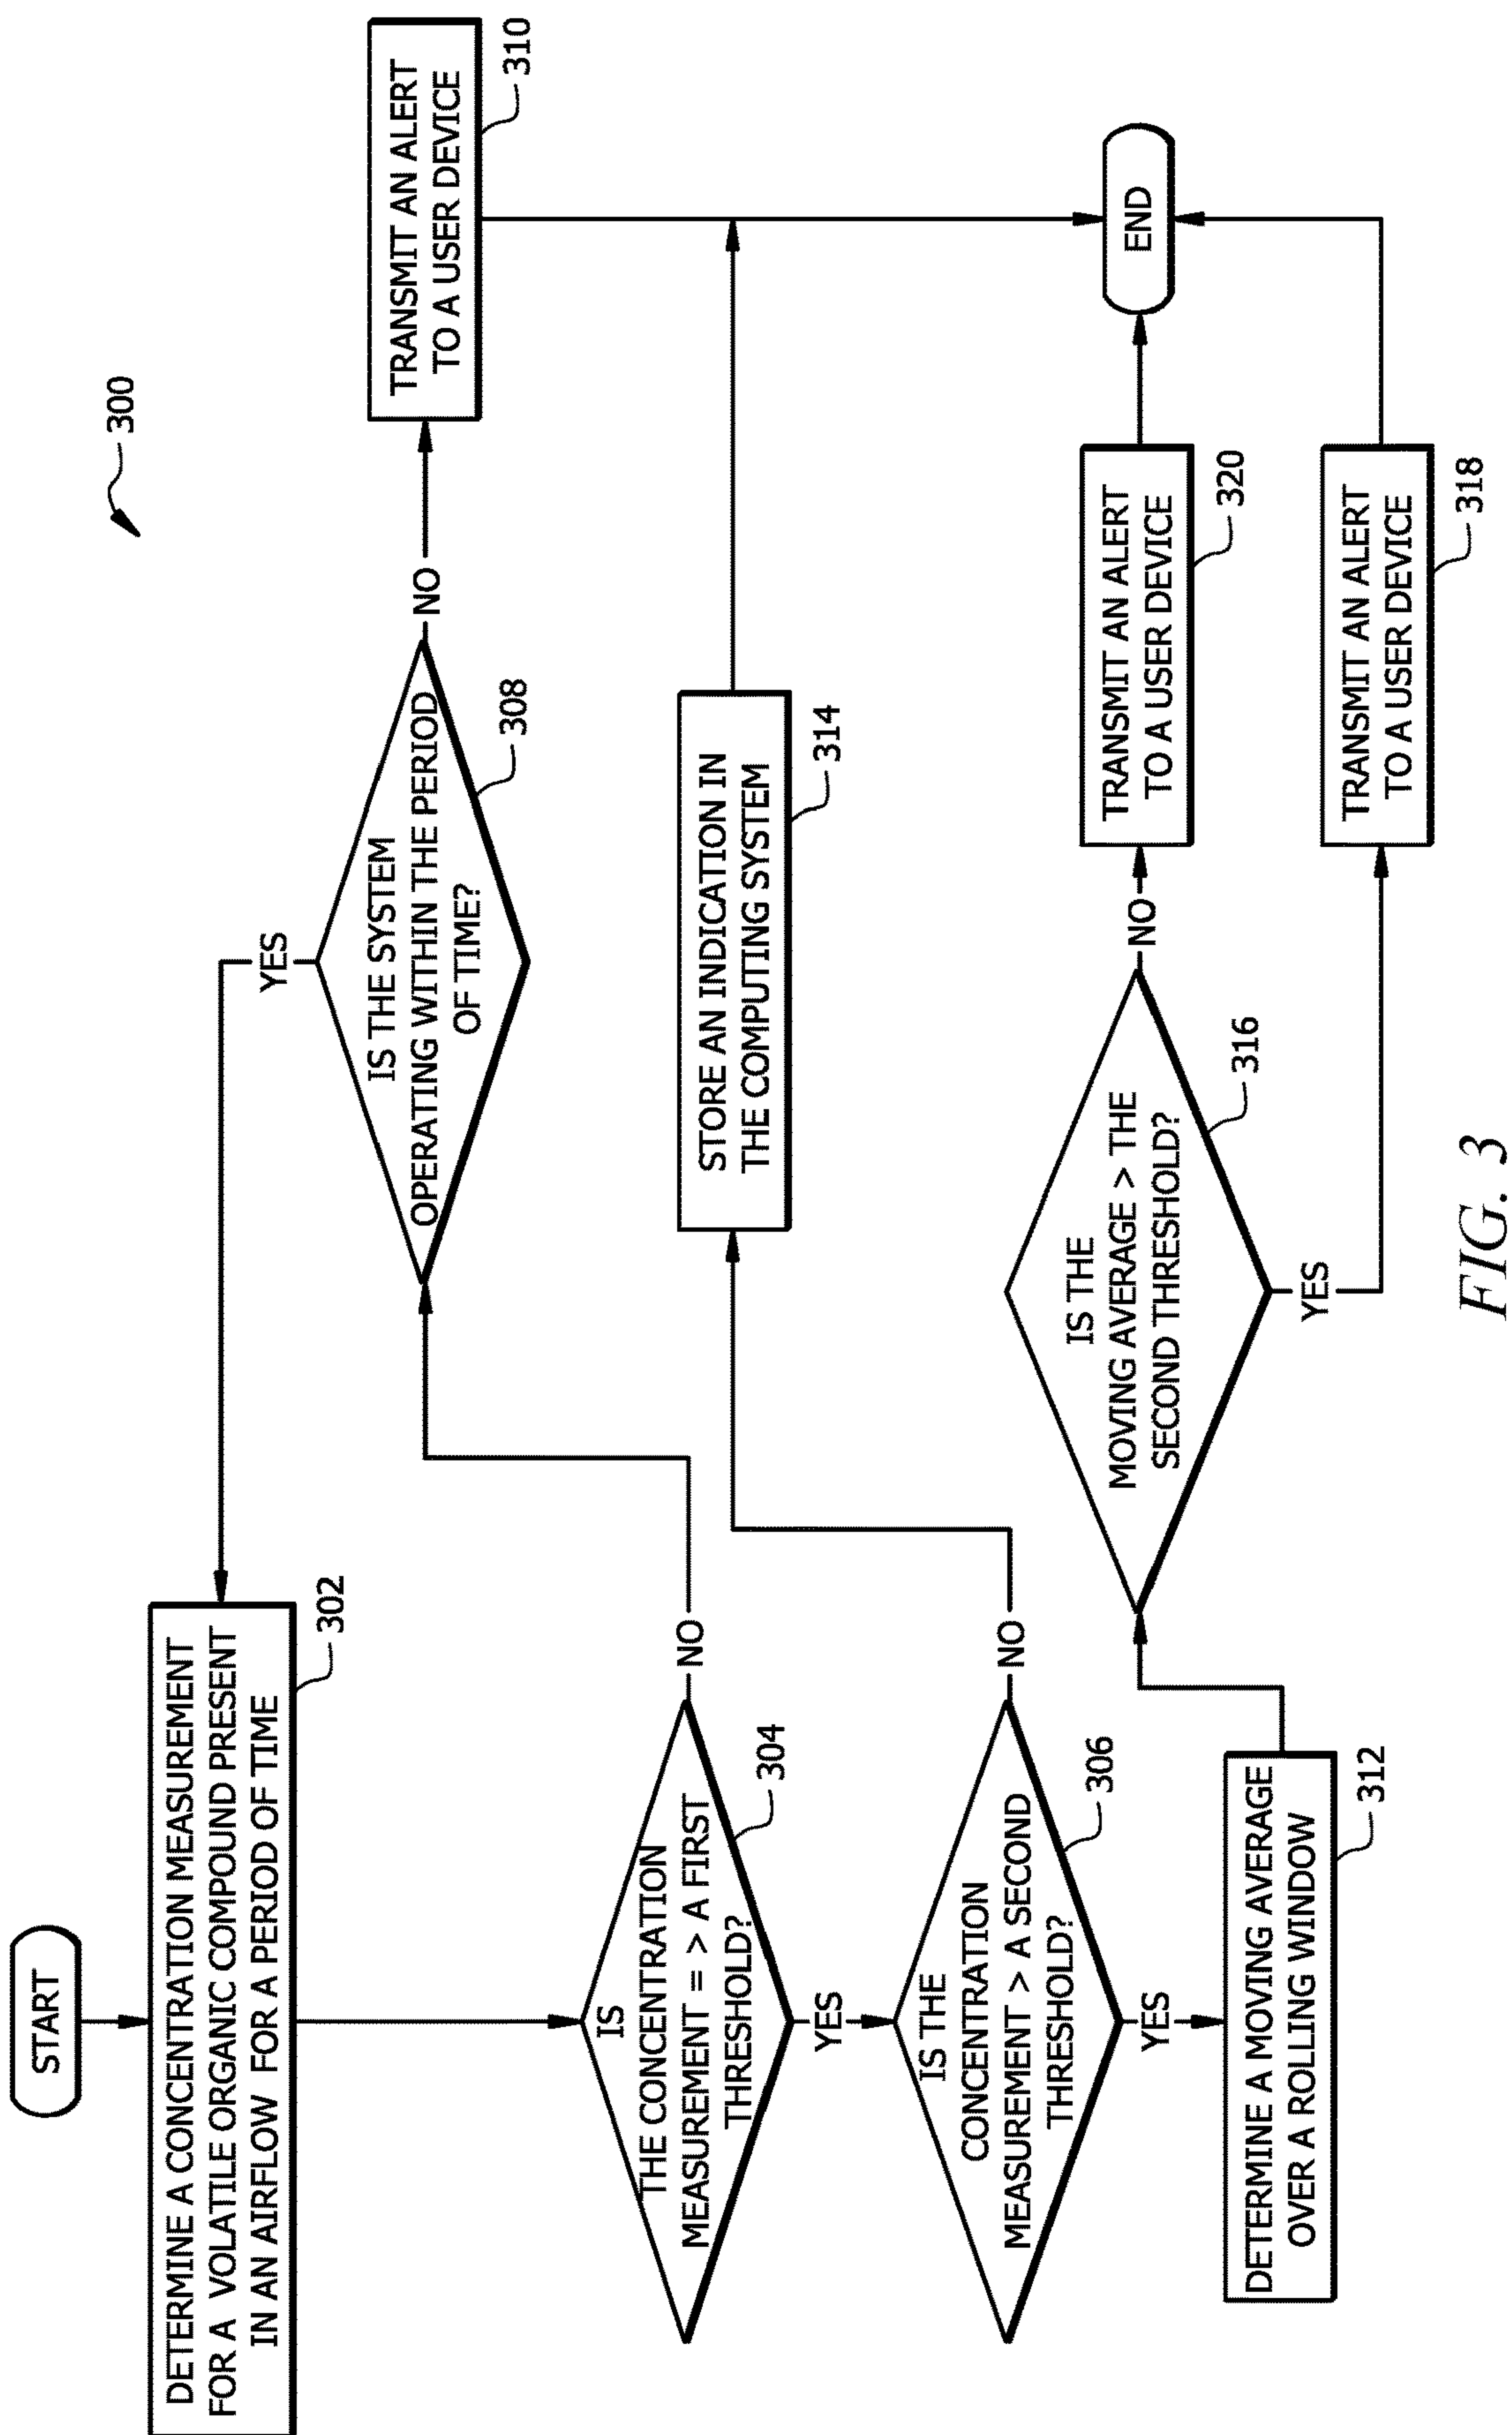 300
START
DETERMINE A CONCENTRATION MEASUREMENT
FOR A VOLATILE ORGANIC COMPOUND PRESENT
IN AN AIRFLOW FOR A PERIOD OF TIME
302
IS
THE CONCENTRATION
MEASUREMENT = > A FIRST
THRESHOLD?
304
NO
YES
IS THE SYSTEM
OPERATING WITHIN THE PERIOD
OF TIME?
308
YES
NO
TRANSMIT AN ALERT
TO A USER DEVICE
310
IS THE
CONCENTRATION
MEASUREMENT > A SECOND
THRESHOLD?
306
NO
YES
STORE AN INDICATION IN
THE COMPUTING SYSTEM
314
DETERMINE A MOVING AVERAGE
OVER A ROLLING WINDOW
312
IS THE
MOVING AVERAGE > THE
SECOND THRESHOLD?
316
NO
YES
TRANSMIT AN ALERT
TO A USER DEVICE
320
TRANSMIT AN ALERT
TO A USER DEVICE
318
END
FIG. 3